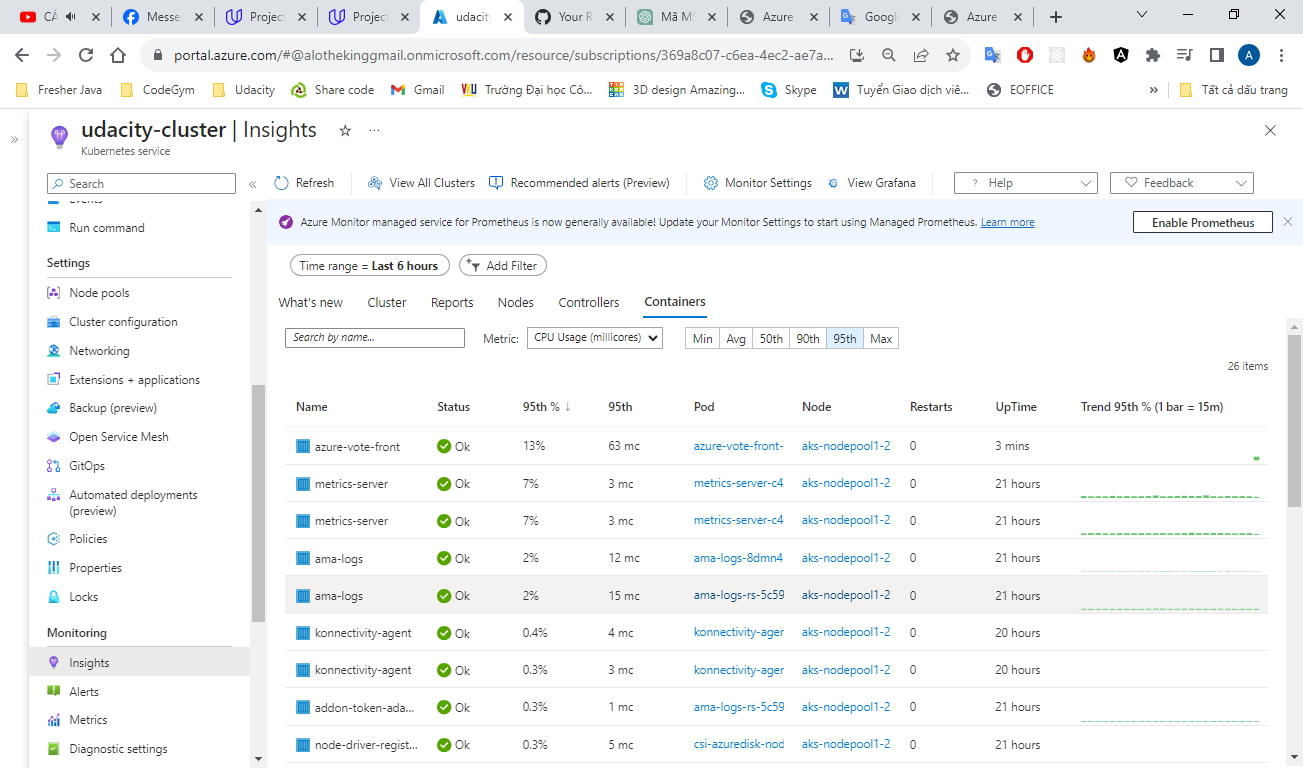 CÁ
Messe
Project
Project
udacity
Your R
Mã MS
Azure
Googl
Azure
portal.azure.com/#@alothekinggmail.onmicrosoft.com/resource/subscriptions/369a8c07-c6ea-4ec2-ae7a...
A
Fresher Java
CodeGym
Udacity
Share code
Gmail
Trường Đại học Cô...
3D design Amazing...
Skype
Tuyển Giao dịch viê...
EOFFICE
»
Tất cả dấu trang
udacity-cluster | Insights
...
Kubernetes service
Search
«
Refresh
View All Clusters
Recommended alerts (Preview)
Monitor Settings
View Grafana
? Help
Feedback
Azure Monitor managed service for Prometheus is now generally available! Update your Monitor Settings to start using Managed Prometheus. Learn more
Enable Prometheus
Events
Run command
Settings
Node pools
Cluster configuration
Networking
Extensions + applications
Backup (preview)
Open Service Mesh
GitOps
Automated deployments
(preview)
Policies
Properties
Locks
Monitoring
Insights
Alerts
Metrics
Diagnostic settings
Time range = Last 6 hours
Add Filter
What's new Cluster Reports Nodes Controllers Containers
Search by name...
Metric: CPU Usage (millicores)
Min Avg 50th 90th 95th Max
26 items
Name Status 95th % ↓ 95th Pod Node Restarts UpTime Trend 95th % (1 bar = 15m)
azure-vote-front Ok 13% 63 mc azure-vote-front- aks-nodepool1-2 0 3 mins
metrics-server Ok 7% 3 mc metrics-server-c4 aks-nodepool1-2 0 21 hours
metrics-server Ok 7% 3 mc metrics-server-c4 aks-nodepool1-2 0 21 hours
ama-logs Ok 2% 12 mc ama-logs-8dmn4 aks-nodepool1-2 0 21 hours
ama-logs Ok 2% 15 mc ama-logs-rs-5c59 aks-nodepool1-2 0 21 hours
konnectivity-agent Ok 0.4% 4 mc konnectivity-ager aks-nodepool1-2 0 20 hours
konnectivity-agent Ok 0.3% 3 mc konnectivity-ager aks-nodepool1-2 0 20 hours
addon-token-ada... Ok 0.3% 1 mc ama-logs-rs-5c59 aks-nodepool1-2 0 21 hours
node-driver-regist... Ok 0.3% 5 mc csi-azuredisk-nod aks-nodepool1-2 0 21 hours